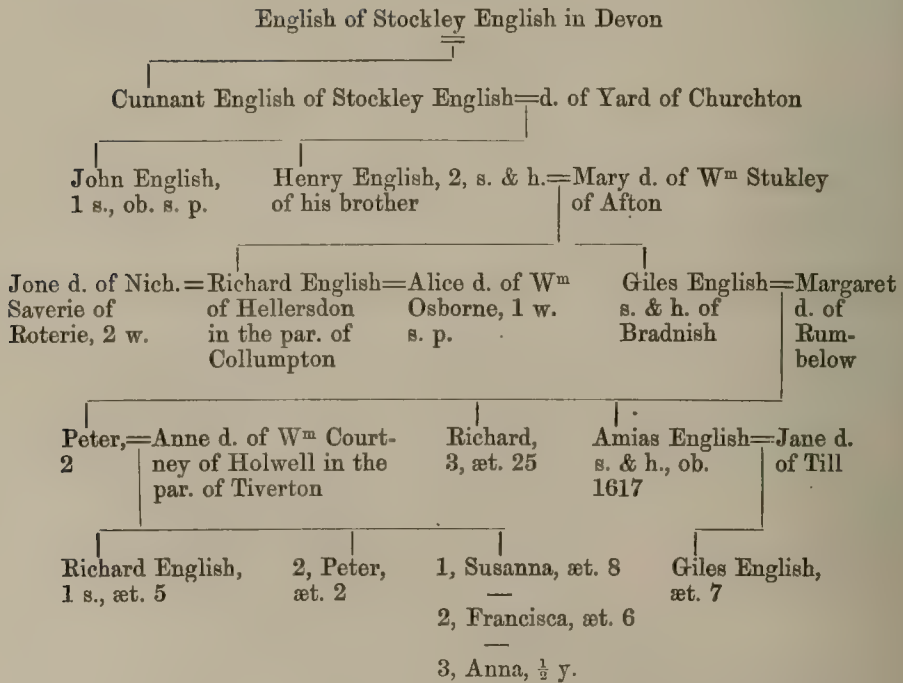 English of Stockley English in Devon
Cunnant English of Stockley English=d. of Yard of Churchton
John English,
1 s., ob. s. p.
Henry English, 2, s. & h.=Mary d. of Wᵐ Stukley
of his brother
of Afton
Jone d. of Nich.=Richard English=Alice d. of Wᵐ
Saverie of
of Hellersdon
Osborne, 1 w.
Roterie, 2 w.
in the par. of
s. p.
Collumpton
Giles English=Margaret
s. & h. of
d. of
Bradnish
Rum-
below
Peter,=Anne d. of Wᵐ Court-
2
ney of Holwell in the
par. of Tiverton
Richard,
3, æt. 25
Amias English=Jane d.
s. & h., ob.
of Till
1617
Richard English,
1 s., æt. 5
2, Peter,
æt. 2
1, Susanna, æt. 8
2, Francisca, æt. 6
3, Anna, ½ y.
Giles English,
æt. 7